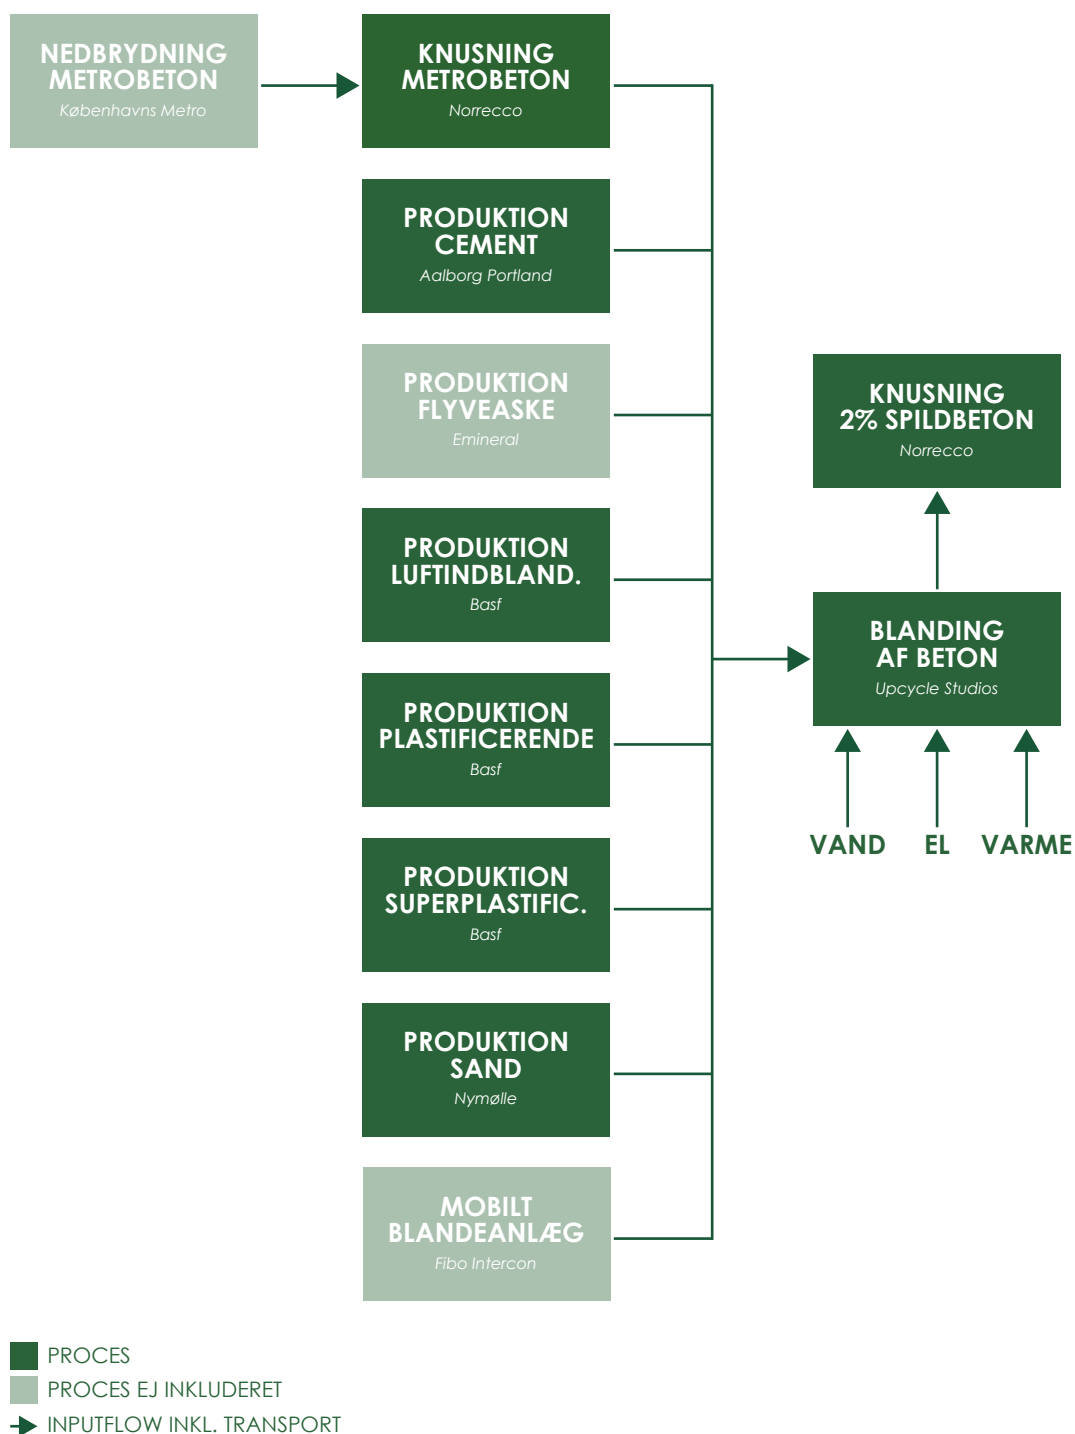 NEDBRYDNING
METROBETON
Københavns Metro
KNUSNING
METROBETON
Norrecco
PRODUKTION
CEMENT
Aalborg Portland
PRODUKTION
FLYVEASKE
Emineral
PRODUKTION
LUFTINDBLAND.
Basf
PRODUKTION
PLASTIFICERENDE
Basf
PRODUKTION
SUPERPLASTIFIC.
Basf
PRODUKTION
SAND
Nymølle
MOBILT
BLANDEANLÆG
Fibo Intercon
KNUSNING
2% SPILDBETON
Norrecco
BLANDING
AF BETON
Upcycle Studios
VAND EL VARME
PROCES
PROCES EJ INKLUDERET
INPUTFLOW INKL. TRANSPORT